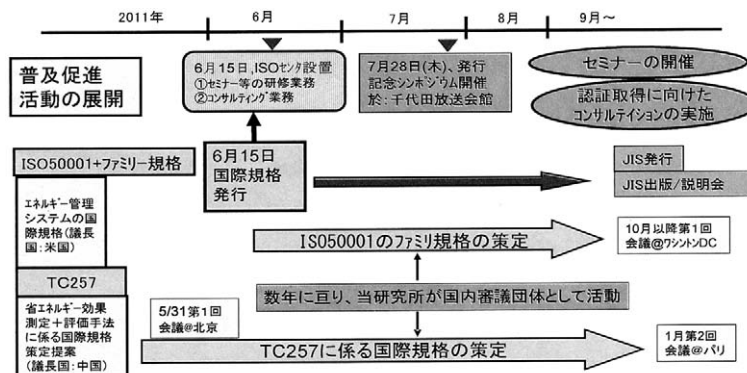 2011年
6月
7月
8月
9月～
普及促進
活動の展開
6月15日,ISOセンタ設置
①セミナー等の研修業務
②コンサルティング業務
7月28日(木)、発行
記念シンポジウム開催
於:千代田放送会館
セミナーの開催
認証取得に向けた
コンサルテイションの実施
ISO50001+ファミリー規格
6月15日
国際規格
発行
JIS発行
JIS出版/説明会
エネルギー管理
システムの国
際規格(議長
国:米国)
ISO50001のファミリ規格の策定
10月以降第1回
会議@ワシントンDC
TC257
数年に亘り、当研究所が国内審議団体として活動
省エネルギー効果
測定+評価手法
に係る国際規格
策定提案
(議長国:中国)
5/31第1回
会議@北京
TC257に係る国際規格の策定
1月第2回
会議@パリ